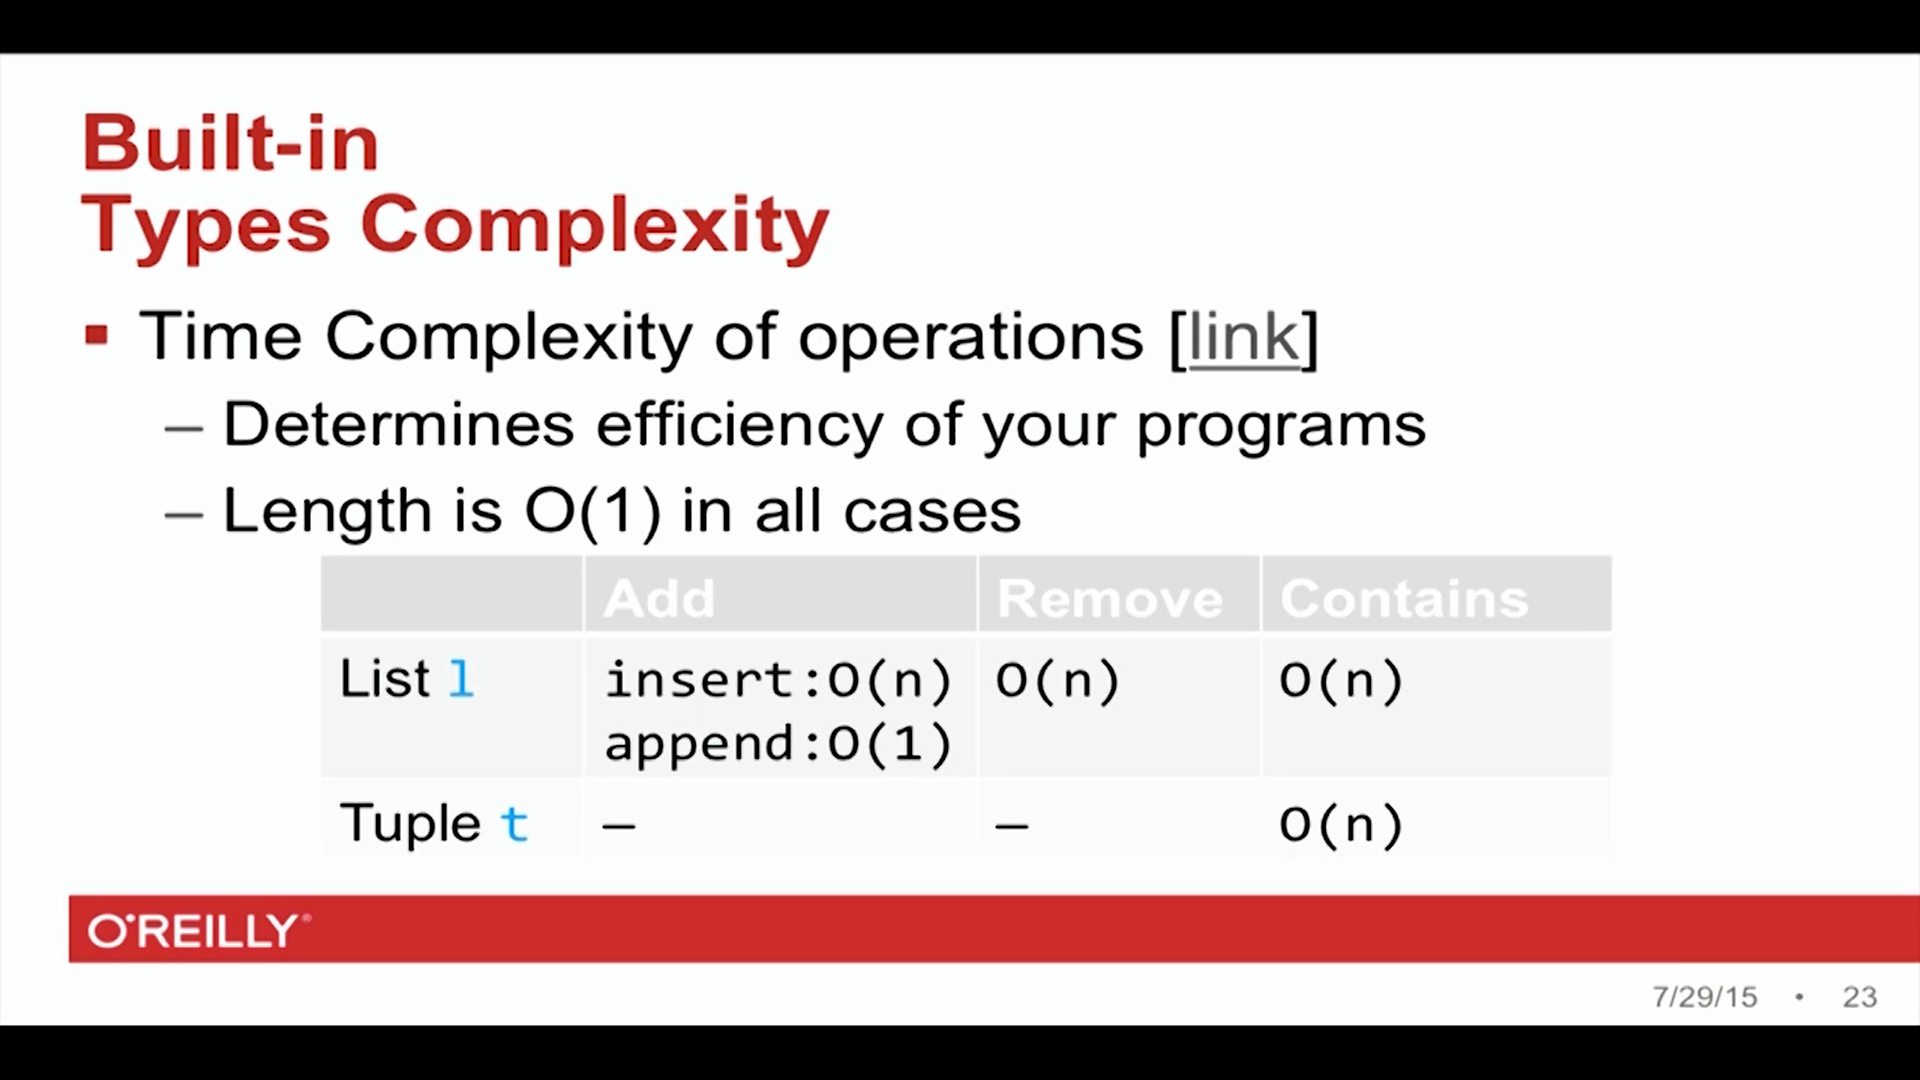 Built-in
Types Complexity
▪ Time Complexity of operations [link]
– Determines efficiency of your programs
– Length is O(1) in all cases
Add Remove Contains
List l insert:O(n) O(n) O(n)
append:O(1)
Tuple t – – O(n)
O'REILLY®
7/29/15 • 23